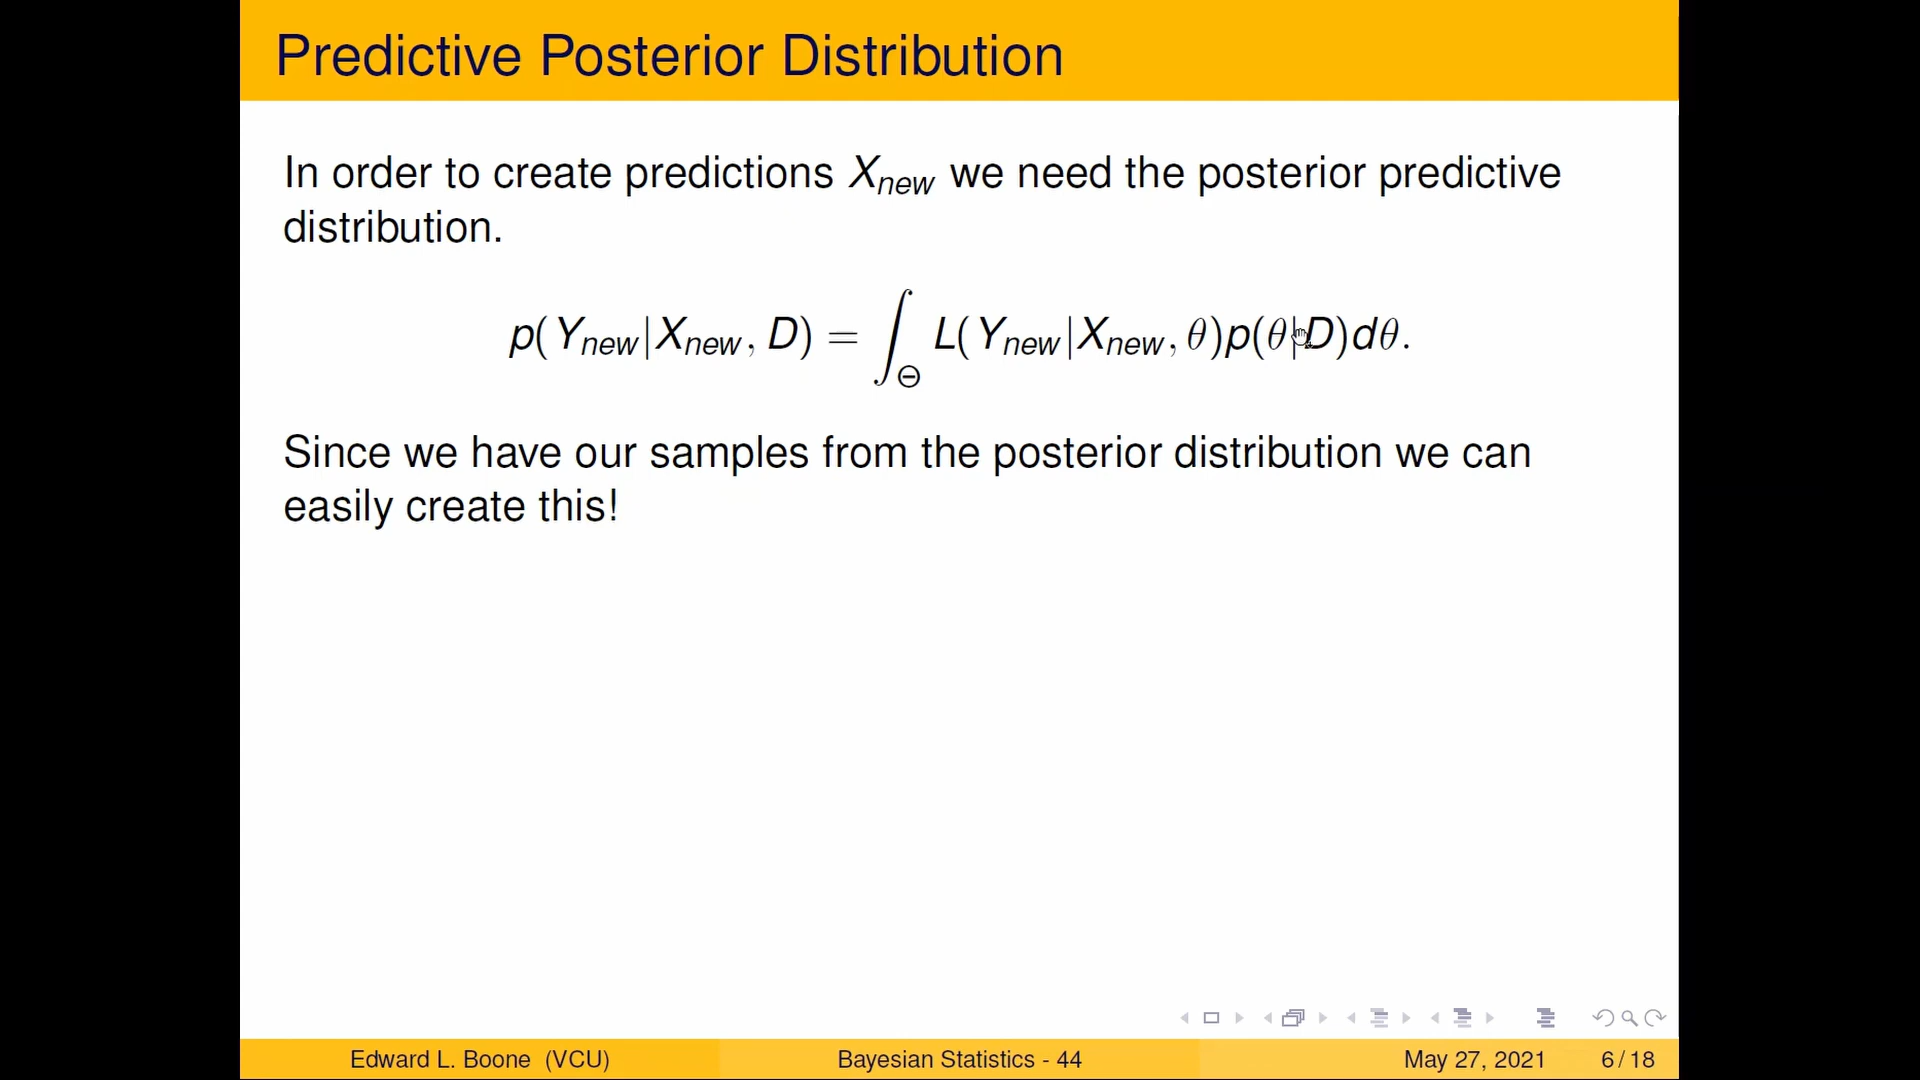 Predictive Posterior Distribution
In order to create predictions X_new we need the posterior predictive
distribution.
p(Y_new|X_new, D) = ∫_Θ L(Y_new|X_new, θ)p(θ|D)dθ.
Since we have our samples from the posterior distribution we can
easily create this!
Edward L. Boone (VCU) Bayesian Statistics - 44 May 27, 2021 6 / 18